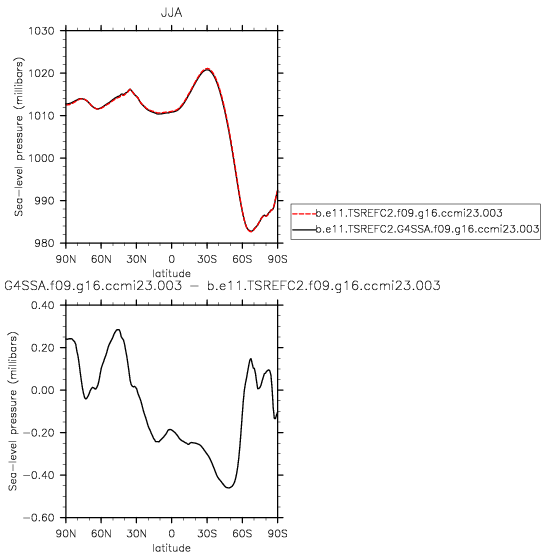 JJA
1030
1020
1010
1000
990
980
Sea-level pressure (millibars)
90N 60N 30N 0 30S 60S 90S
latitude
b.e11.TSREFC2.f09.g16.ccmi23.003
b.e11.TSREFC2.G4SSA.f09.g16.ccmi23.003
G4SSA.f09.g16.ccmi23.003 - b.e11.TSREFC2.f09.g16.ccmi23.003
0.40
0.20
0.00
-0.20
-0.40
-0.60
Sea-level pressure (millibars)
90N 60N 30N 0 30S 60S 90S
latitude